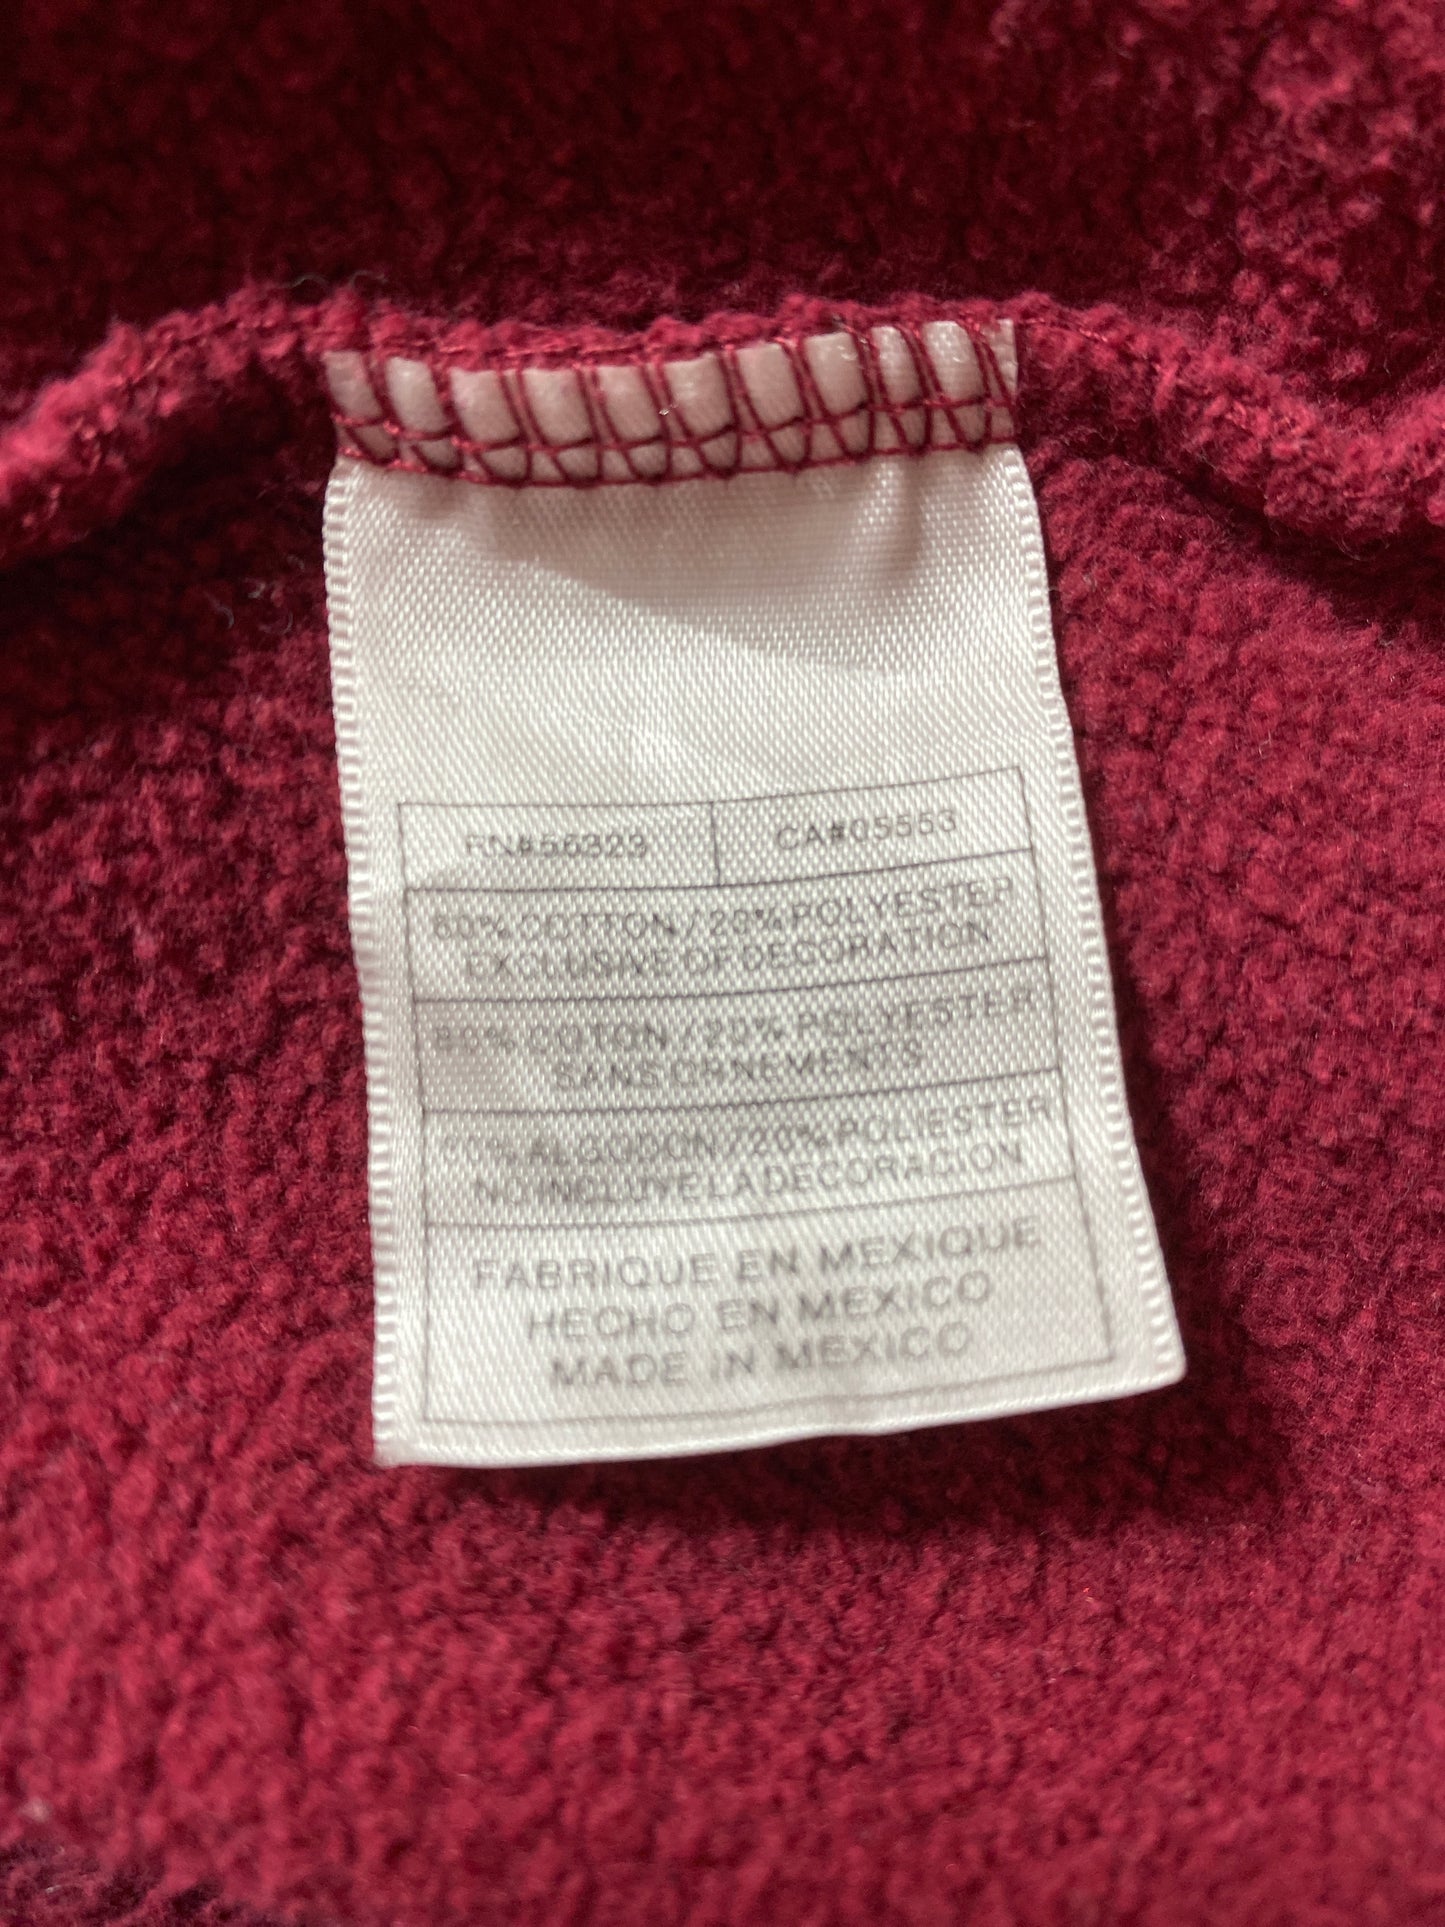 RN#56323
CA#05553
80% COTTON / 20% POLYESTER
EXCLUSIVE OF DECORATION
80% COTON / 20% POLYESTER
SANS ORNEMENTS
80% ALGODON / 20% POLIESTER
NO INCLUYE LA DECORACION
FABRIQUE EN MEXIQUE
HECHO EN MEXICO
MADE IN MEXICO